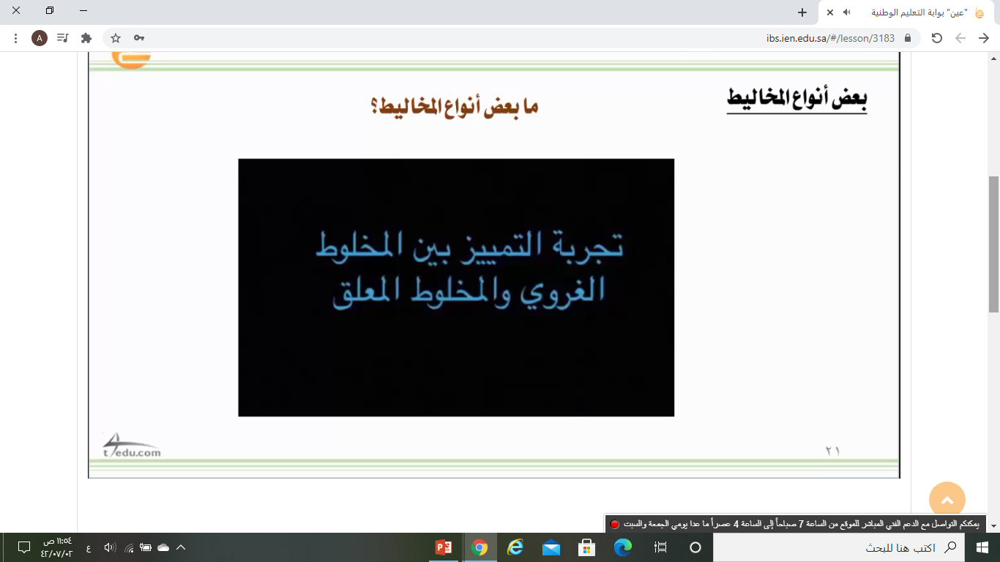 "عين" بوابة التعليم الوطنية
ibs.ien.edu.sa/#/lesson/3183
A
بعض أنواع المخاليط
ما بعض أنواع المخاليط؟
تجربة التمييز بين المخلوط
الغروي والمخلوط المعلق
t4edu.com
٢١
يمكنكم التواصل مع الدعم الفني المباشر للموقع من الساعة 7 صباحاً إلى الساعة 4 عصراً ما عدا يومي الجمعة والسبت
اكتب هنا للبحث
ع
١١:٥٤ ص
٤٢/٠٧/٠٢